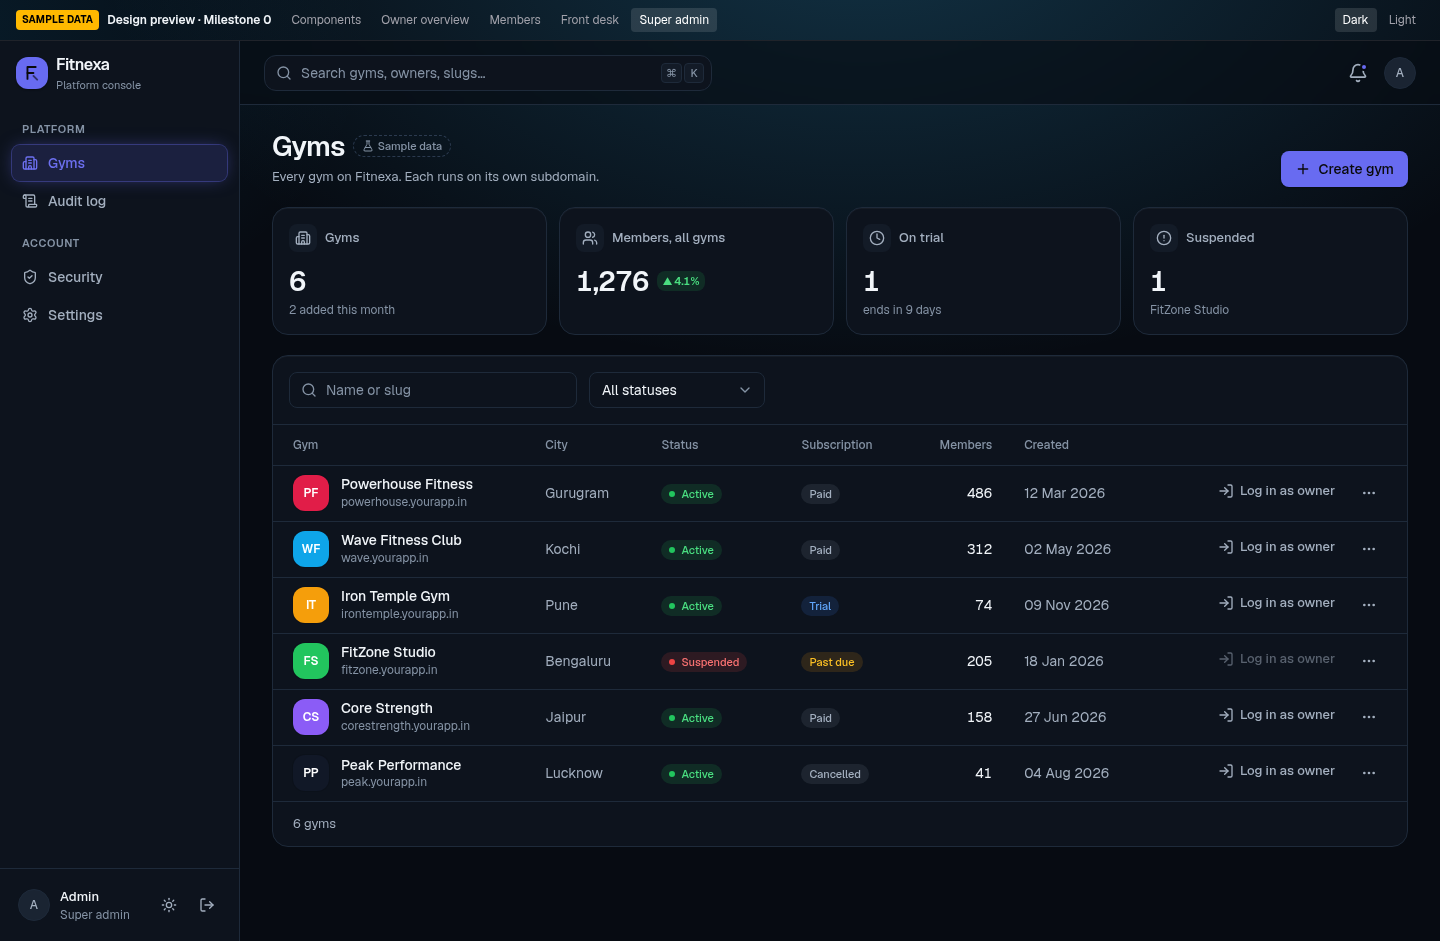 SAMPLE DATA Design preview · Milestone 0 Components Owner overview Members Front desk Super admin Dark Light
Fitnexa
Platform console
Search gyms, owners, slugs... ⌘ K A
PLATFORM
Gyms
Audit log
ACCOUNT
Security
Settings
Gyms Sample data
Every gym on Fitnexa. Each runs on its own subdomain.
Create gym
Gyms
6
2 added this month
Members, all gyms
1,276 ▲ 4.1%
On trial
1
ends in 9 days
Suspended
1
FitZone Studio
Name or slug All statuses
Gym City Status Subscription Members Created
PF Powerhouse Fitness Gurugram Active Paid 486 12 Mar 2026 Log in as owner
powerhouse.yourapp.in
WF Wave Fitness Club Kochi Active Paid 312 02 May 2026 Log in as owner
wave.yourapp.in
IT Iron Temple Gym Pune Active Trial 74 09 Nov 2026 Log in as owner
irontemple.yourapp.in
FS FitZone Studio Bengaluru Suspended Past due 205 18 Jan 2026 Log in as owner
fitzone.yourapp.in
CS Core Strength Jaipur Active Paid 158 27 Jun 2026 Log in as owner
corestrength.yourapp.in
PP Peak Performance Lucknow Active Cancelled 41 04 Aug 2026 Log in as owner
peak.yourapp.in
6 gyms
A Admin
Super admin